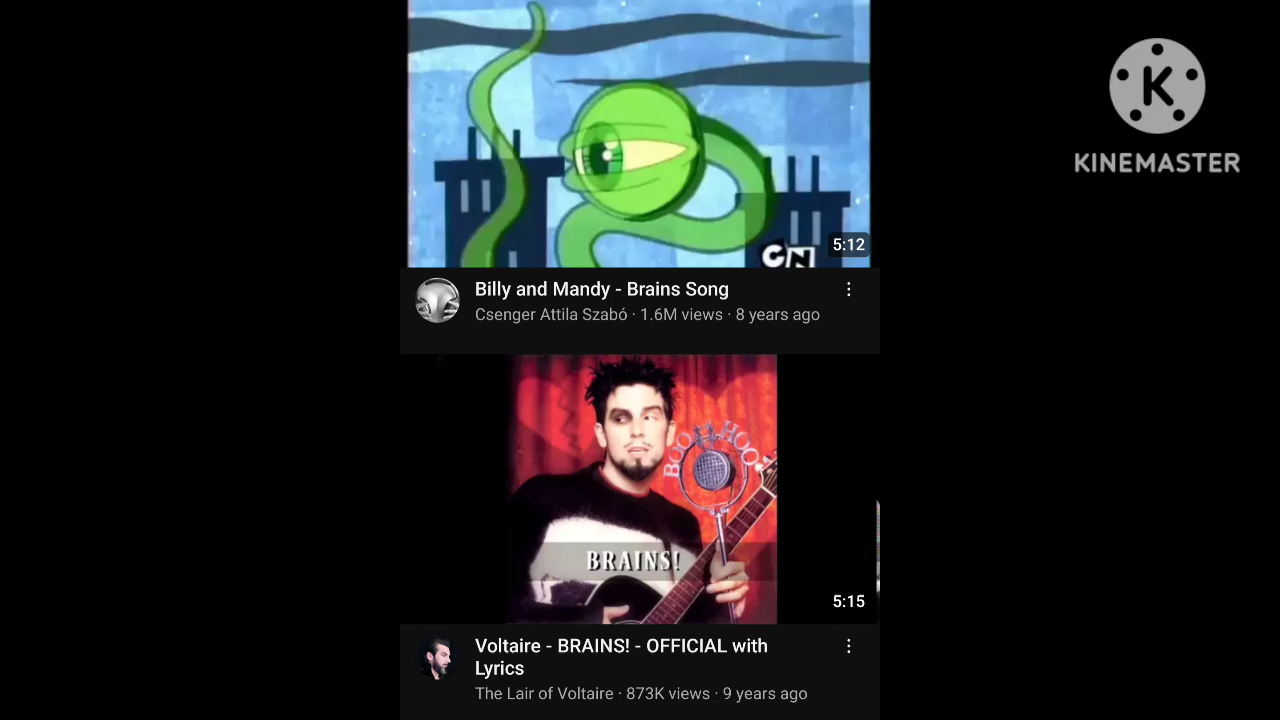 K
KINEMASTER
CN
5:12
Billy and Mandy - Brains Song
Csenger Attila Szabó · 1.6M views · 8 years ago
BOO HOO
BRAINS!
5:15
Voltaire - BRAINS! - OFFICIAL with
Lyrics
The Lair of Voltaire · 873K views · 9 years ago